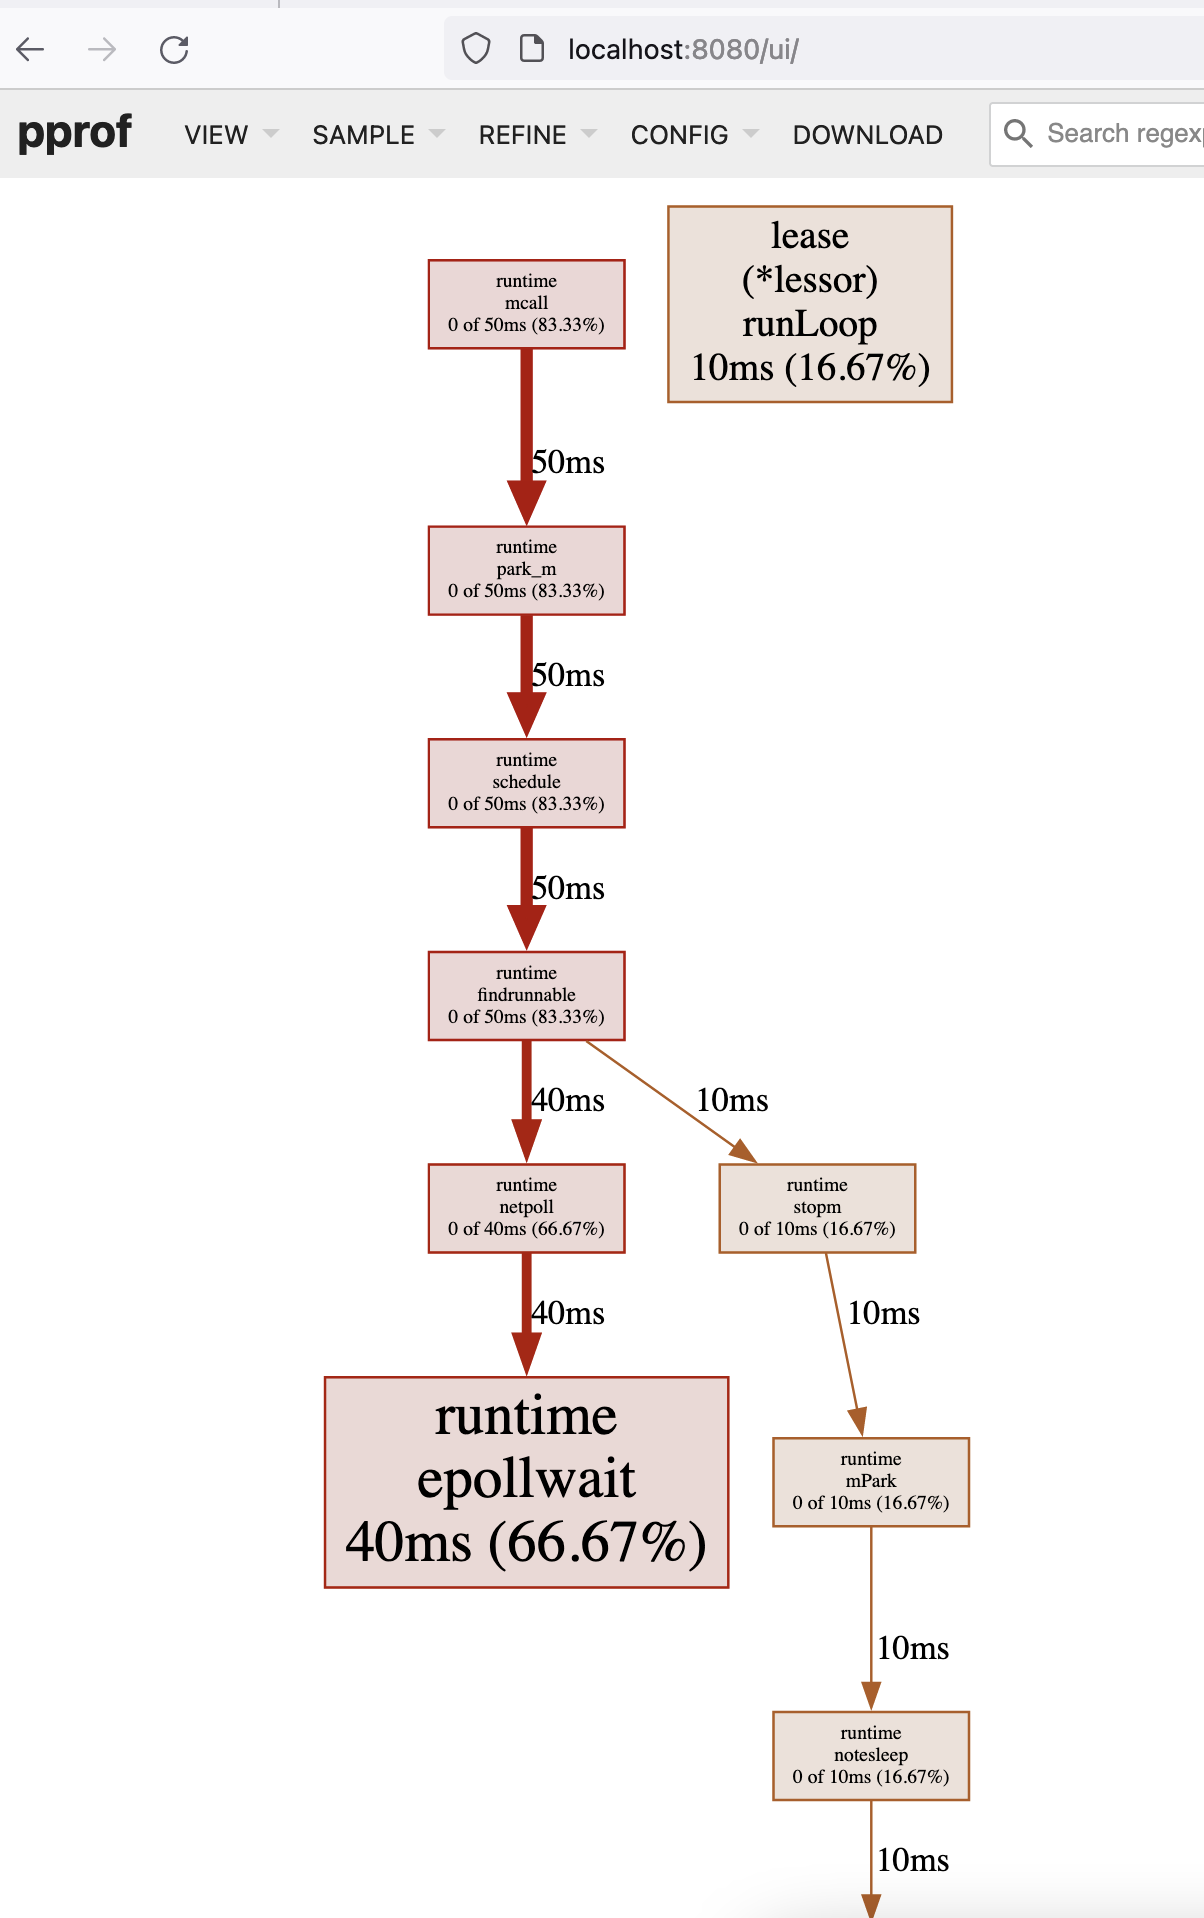 localhost:8080/ui/
pprof VIEW SAMPLE REFINE CONFIG DOWNLOAD Search regex
lease
(*lessor)
runLoop
10ms (16.67%)
runtime
mcall
0 of 50ms (83.33%)
50ms
runtime
park_m
0 of 50ms (83.33%)
50ms
runtime
schedule
0 of 50ms (83.33%)
50ms
runtime
findrunnable
0 of 50ms (83.33%)
40ms
10ms
runtime
netpoll
0 of 40ms (66.67%)
runtime
stopm
0 of 10ms (16.67%)
40ms
10ms
runtime
epollwait
40ms (66.67%)
runtime
mPark
0 of 10ms (16.67%)
10ms
runtime
notesleep
0 of 10ms (16.67%)
10ms